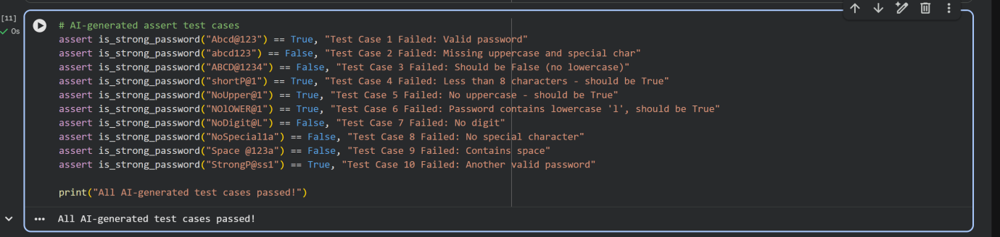 [11]
0s
# AI-generated assert test cases
assert is_strong_password("Abcd@123") == True, "Test Case 1 Failed: Valid password"
assert is_strong_password("abcd123") == False, "Test Case 2 Failed: Missing uppercase and special char"
assert is_strong_password("ABCD@1234") == False, "Test Case 3 Failed: Should be False (no lowercase)"
assert is_strong_password("shortP@1") == True, "Test Case 4 Failed: Less than 8 characters - should be True"
assert is_strong_password("NoUpper@1") == True, "Test Case 5 Failed: No uppercase - should be True"
assert is_strong_password("NOlOWER@1") == True, "Test Case 6 Failed: Password contains lowercase 'l', should be True"
assert is_strong_password("NoDigit@L") == False, "Test Case 7 Failed: No digit"
assert is_strong_password("NoSpecial1a") == False, "Test Case 8 Failed: No special character"
assert is_strong_password("Space @123a") == False, "Test Case 9 Failed: Contains space"
assert is_strong_password("StrongP@ss1") == True, "Test Case 10 Failed: Another valid password"
print("All AI-generated test cases passed!")
All AI-generated test cases passed!